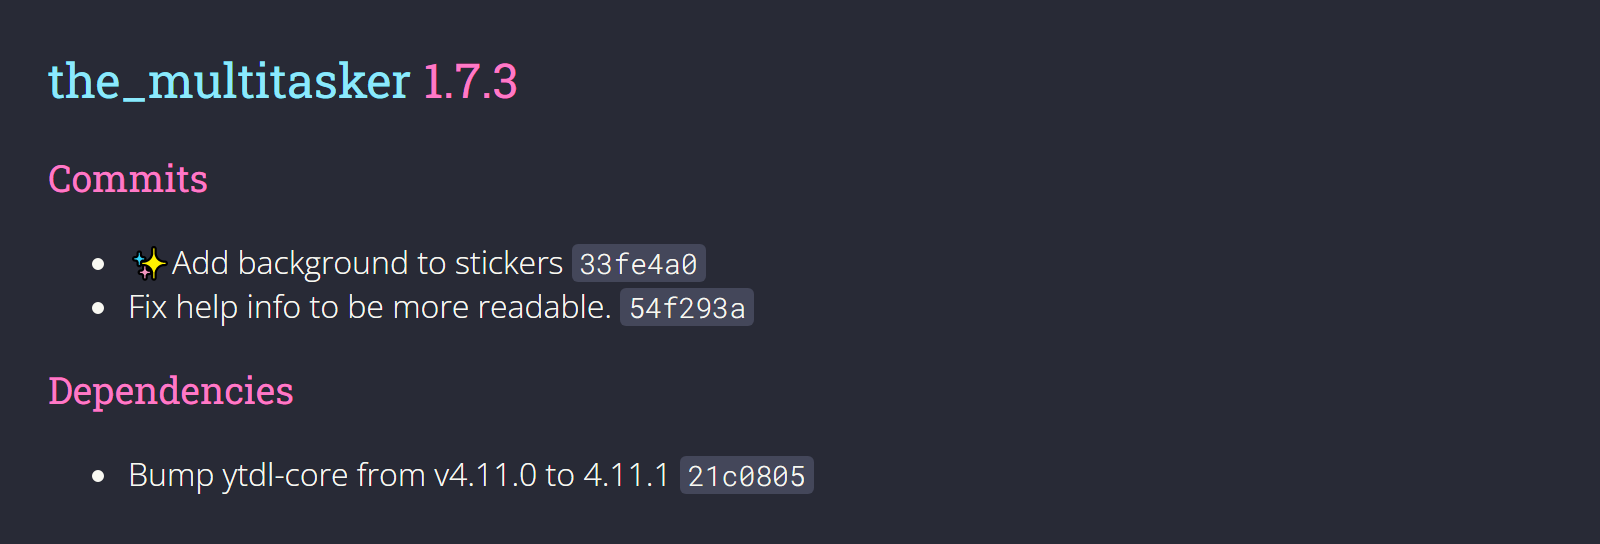 the_multitasker 1.7.3
Commits
✨Add background to stickers 33fe4a0
Fix help info to be more readable. 54f293a
Dependencies
Bump ytdl-core from v4.11.0 to 4.11.1 21c0805